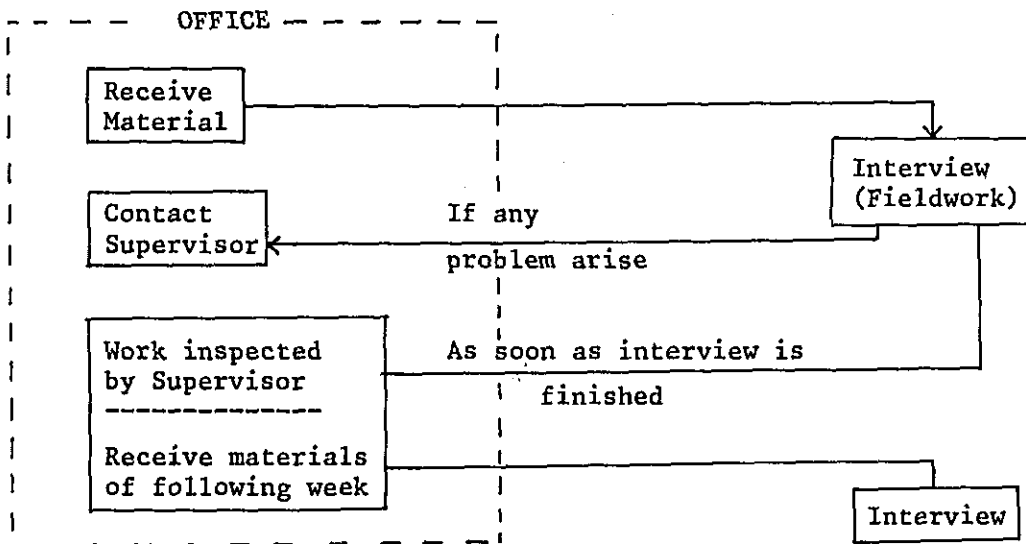 OFFICE
Receive
Material
Interview
(Fieldwork)
Contact
Supervisor
If any
problem arise
Work inspected
by Supervisor
As soon as interview is
finished
Receive materials
of following week
Interview